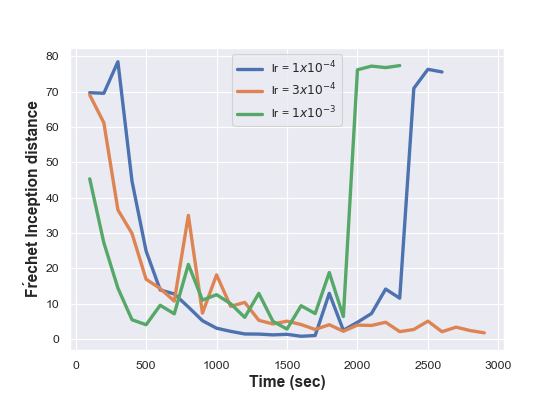 80
70
60
50
40
30
20
10
0
F́rechet Inception distance
lr = 1x10⁻⁴
lr = 3x10⁻⁴
lr = 1x10⁻³
0 500 1000 1500 2000 2500 3000
Time (sec)